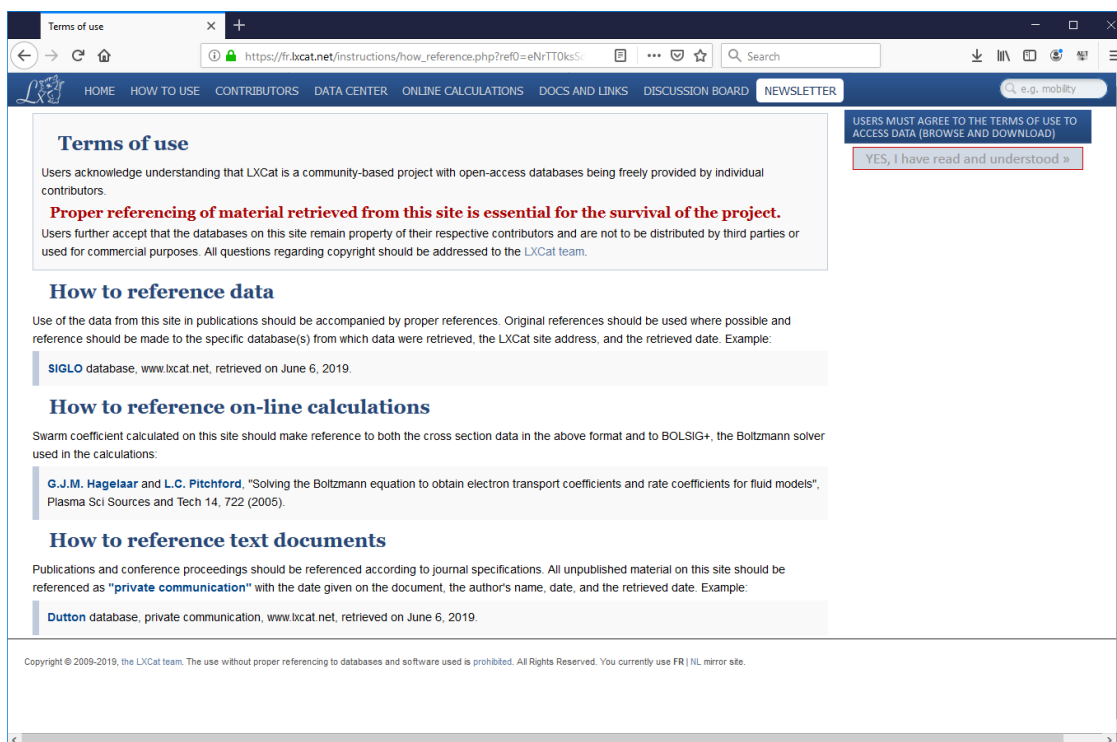 Terms of use
https://fr.lxcat.net/instructions/how_reference.php?ref0=eNrTT0ksSc
Search
LXCat
HOME HOW TO USE CONTRIBUTORS DATA CENTER ONLINE CALCULATIONS DOCS AND LINKS DISCUSSION BOARD NEWSLETTER
e.g. mobility
USERS MUST AGREE TO THE TERMS OF USE TO
ACCESS DATA (BROWSE AND DOWNLOAD)
YES, I have read and understood »
Terms of use
Users acknowledge understanding that LXCat is a community-based project with open-access databases being freely provided by individual
contributors.
Proper referencing of material retrieved from this site is essential for the survival of the project.
Users further accept that the databases on this site remain property of their respective contributors and are not to be distributed by third parties or
used for commercial purposes. All questions regarding copyright should be addressed to the LXCat team.
How to reference data
Use of the data from this site in publications should be accompanied by proper references. Original references should be used where possible and
reference should be made to the specific database(s) from which data were retrieved, the LXCat site address, and the retrieved date. Example:
SIGLO database, www.lxcat.net, retrieved on June 6, 2019.
How to reference on-line calculations
Swarm coefficient calculated on this site should make reference to both the cross section data in the above format and to BOLSIG+, the Boltzmann solver
used in the calculations:
G.J.M. Hagelaar and L.C. Pitchford, "Solving the Boltzmann equation to obtain electron transport coefficients and rate coefficients for fluid models",
Plasma Sci Sources and Tech 14, 722 (2005).
How to reference text documents
Publications and conference proceedings should be referenced according to journal specifications. All unpublished material on this site should be
referenced as "private communication" with the date given on the document, the author's name, date, and the retrieved date. Example:
Dutton database, private communication, www.lxcat.net, retrieved on June 6, 2019.
Copyright © 2009-2019, the LXCat team. The use without proper referencing to databases and software used is prohibited. All Rights Reserved. You currently use FR | NL mirror site.